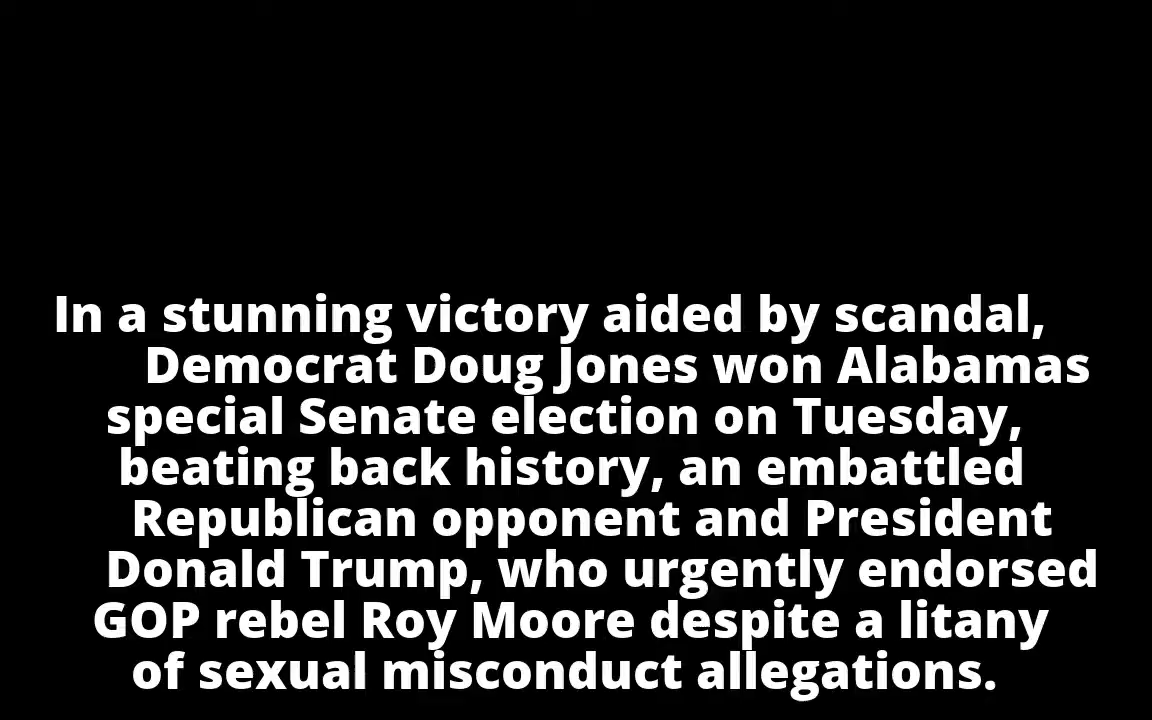 In a stunning victory aided by scandal,
Democrat Doug Jones won Alabamas
special Senate election on Tuesday,
beating back history, an embattled
Republican opponent and President
Donald Trump, who urgently endorsed
GOP rebel Roy Moore despite a litany
of sexual misconduct allegations.